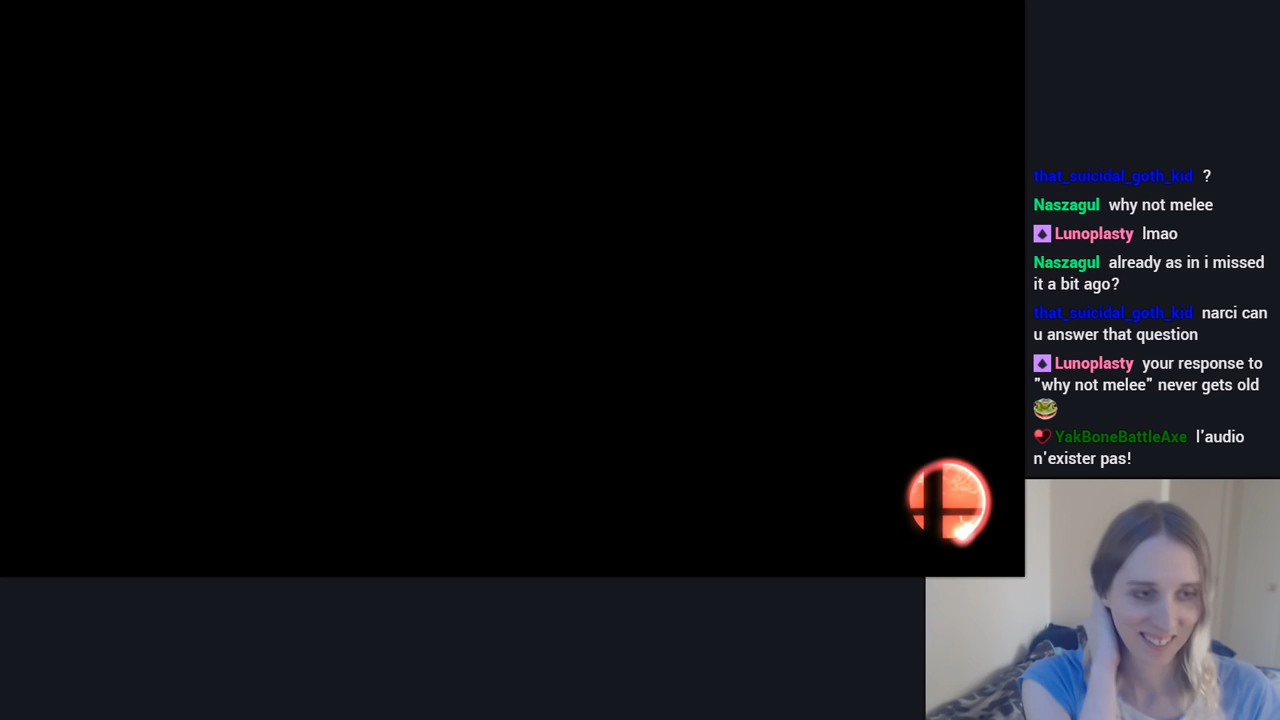 that_suicidal_goth_kid ?
Naszagul why not melee
Lunoplasty lmao
Naszagul already as in i missed
it a bit ago?
that_suicidal_goth_kid narci can
u answer that question
Lunoplasty your response to
"why not melee" never gets old
YakBoneBattleAxe l'audio
n'exister pas!